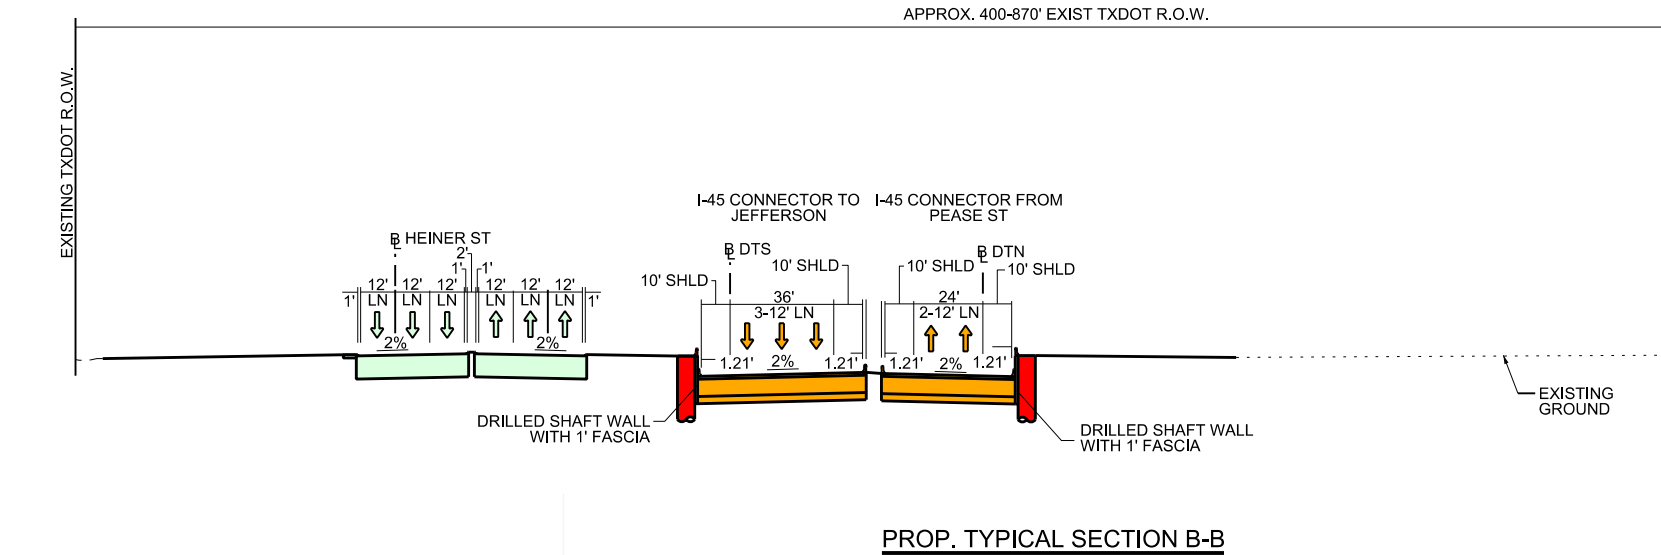 APPROX. 400-870' EXIST TXDOT R.O.W.
EXISTING TXDOT R.O.W.
I-45 CONNECTOR TO
JEFFERSON
I-45 CONNECTOR FROM
PEASE ST
BL HEINER ST
2'
1' 1'
BL DTS
BL DTN
10' SHLD
10' SHLD
10' SHLD
10' SHLD
12' 12' 12' 12' 12' 12'
1' LN LN LN LN LN LN 1'
36'
3-12' LN
24'
2-12' LN
2% 2%
1.21' 2% 1.21'
1.21' 2% 1.21'
DRILLED SHAFT WALL
WITH 1' FASCIA
DRILLED SHAFT WALL
WITH 1' FASCIA
EXISTING
GROUND
PROP. TYPICAL SECTION B-B